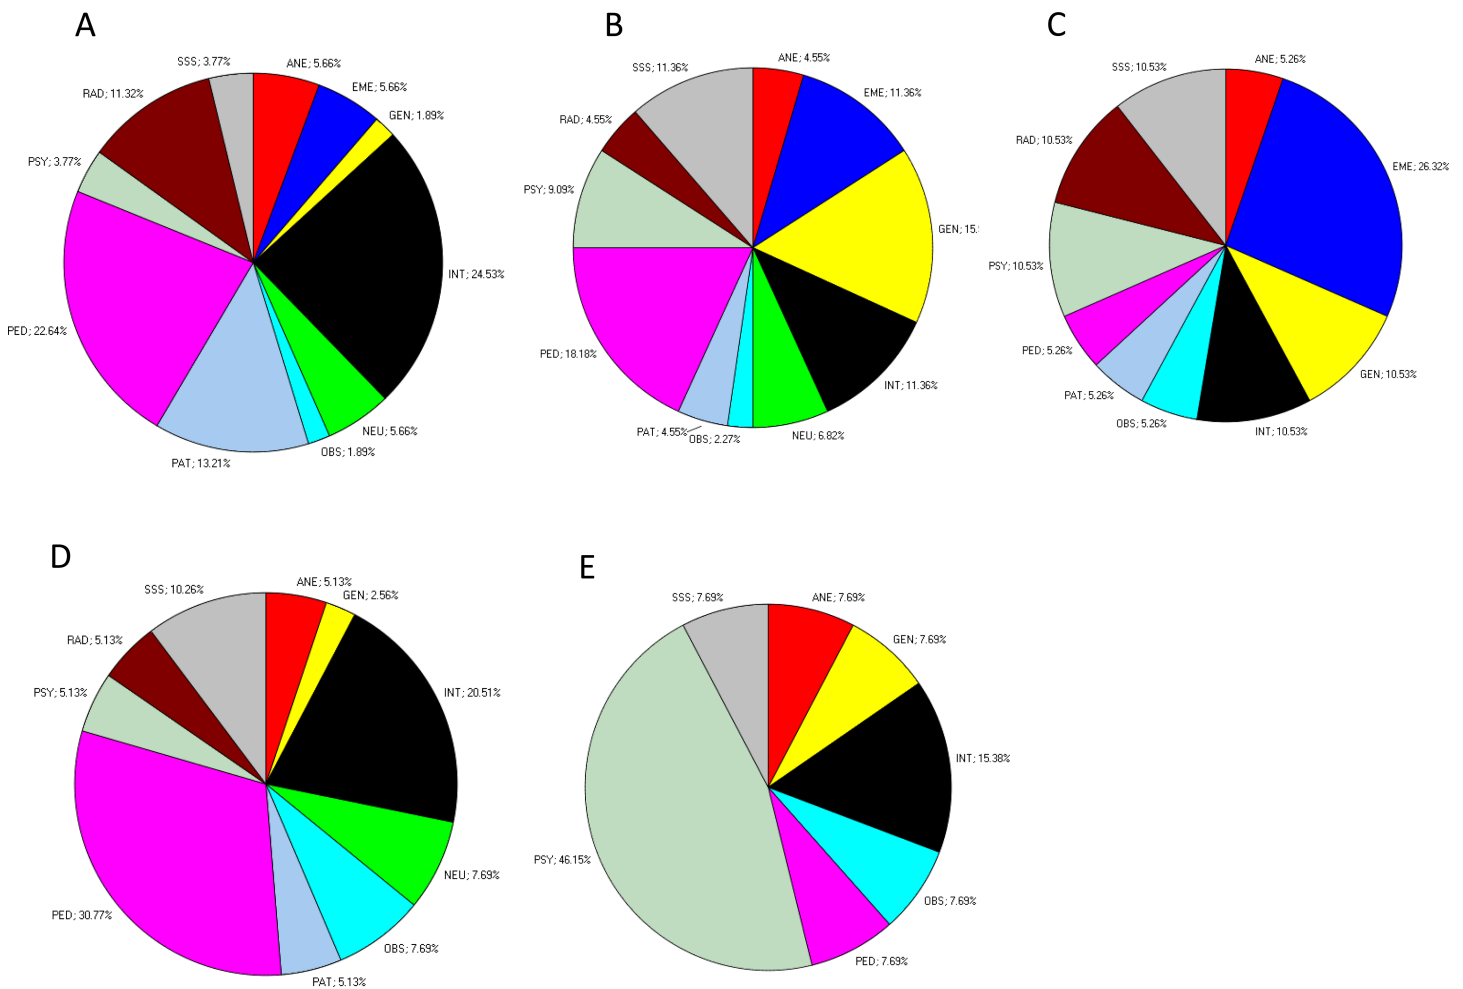 A
SSS; 3.77%
ANE; 5.66%
EME; 5.66%
GEN; 1.89%
RAD; 11.32%
PSY; 3.77%
INT; 24.53%
PED; 22.64%
NEU; 5.66%
OBS; 1.89%
PAT; 13.21%
B
ANE; 4.55%
SSS; 11.36%
EME; 11.36%
RAD; 4.55%
PSY; 9.09%
GEN; 15.
PED; 18.18%
INT; 11.36%
PAT; 4.55%
OBS; 2.27%
NEU; 6.82%
C
SSS; 10.53%
ANE; 5.26%
RAD; 10.53%
EME; 26.32%
PSY; 10.53%
PED; 5.26%
GEN; 10.53%
PAT; 5.26%
OBS; 5.26%
INT; 10.53%
D
SSS; 10.26%
ANE; 5.13%
GEN; 2.56%
RAD; 5.13%
PSY; 5.13%
INT; 20.51%
NEU; 7.69%
PED; 30.77%
OBS; 7.69%
PAT; 5.13%
E
SSS; 7.69%
ANE; 7.69%
GEN; 7.69%
INT; 15.38%
PSY; 46.15%
OBS; 7.69%
PED; 7.69%